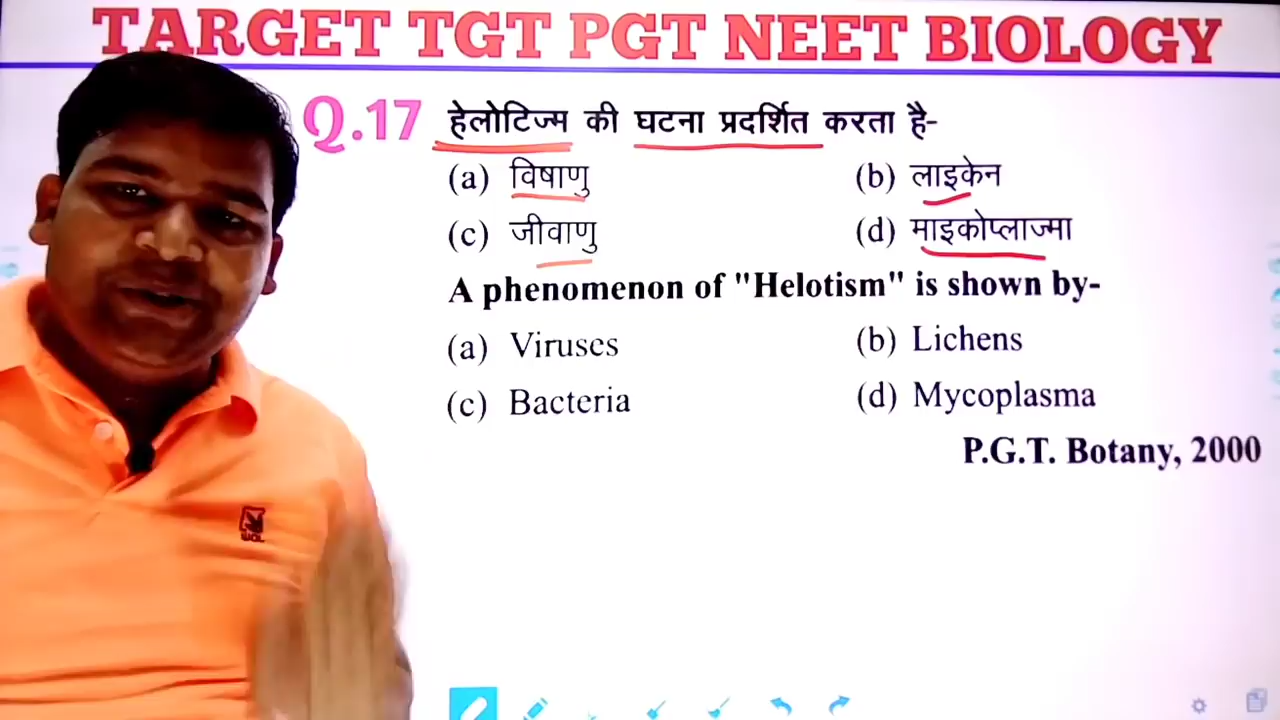 TARGET TGT PGT NEET BIOLOGY
Q.17 हेलोटिज्म की घटना प्रदर्शित करता है-
(a) विषाणु (b) लाइकेन
(c) जीवाणु (d) माइकोप्लाज्मा
A phenomenon of "Helotism" is shown by-
(a) Viruses (b) Lichens
(c) Bacteria (d) Mycoplasma
P.G.T. Botany, 2000